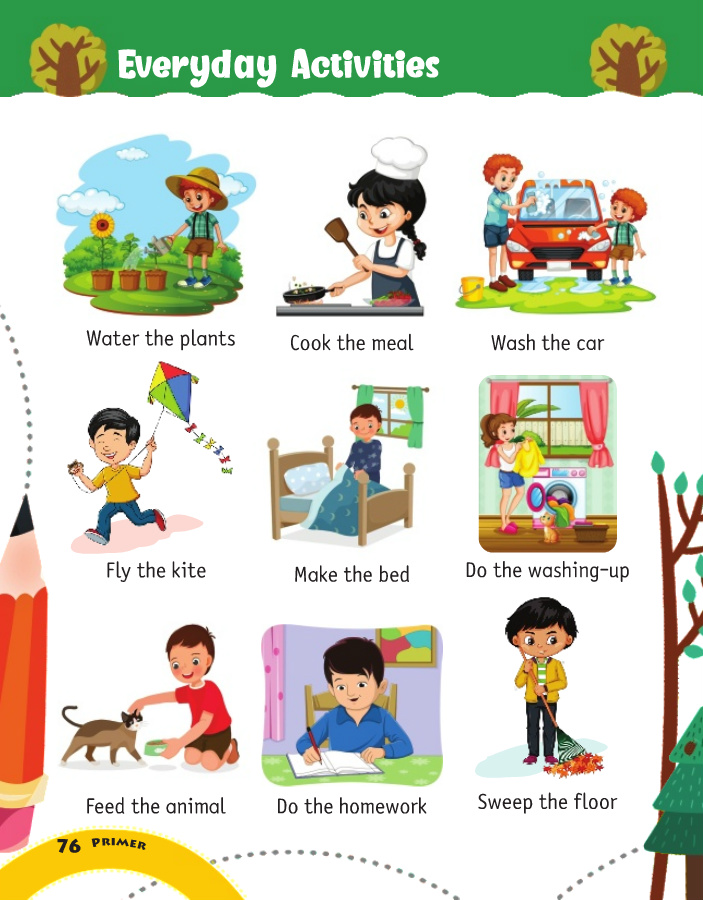 Everyday Activities
Water the plants
Cook the meal
Wash the car
Fly the kite
Make the bed
Do the washing-up
Feed the animal
Do the homework
Sweep the floor
76 PRIMER